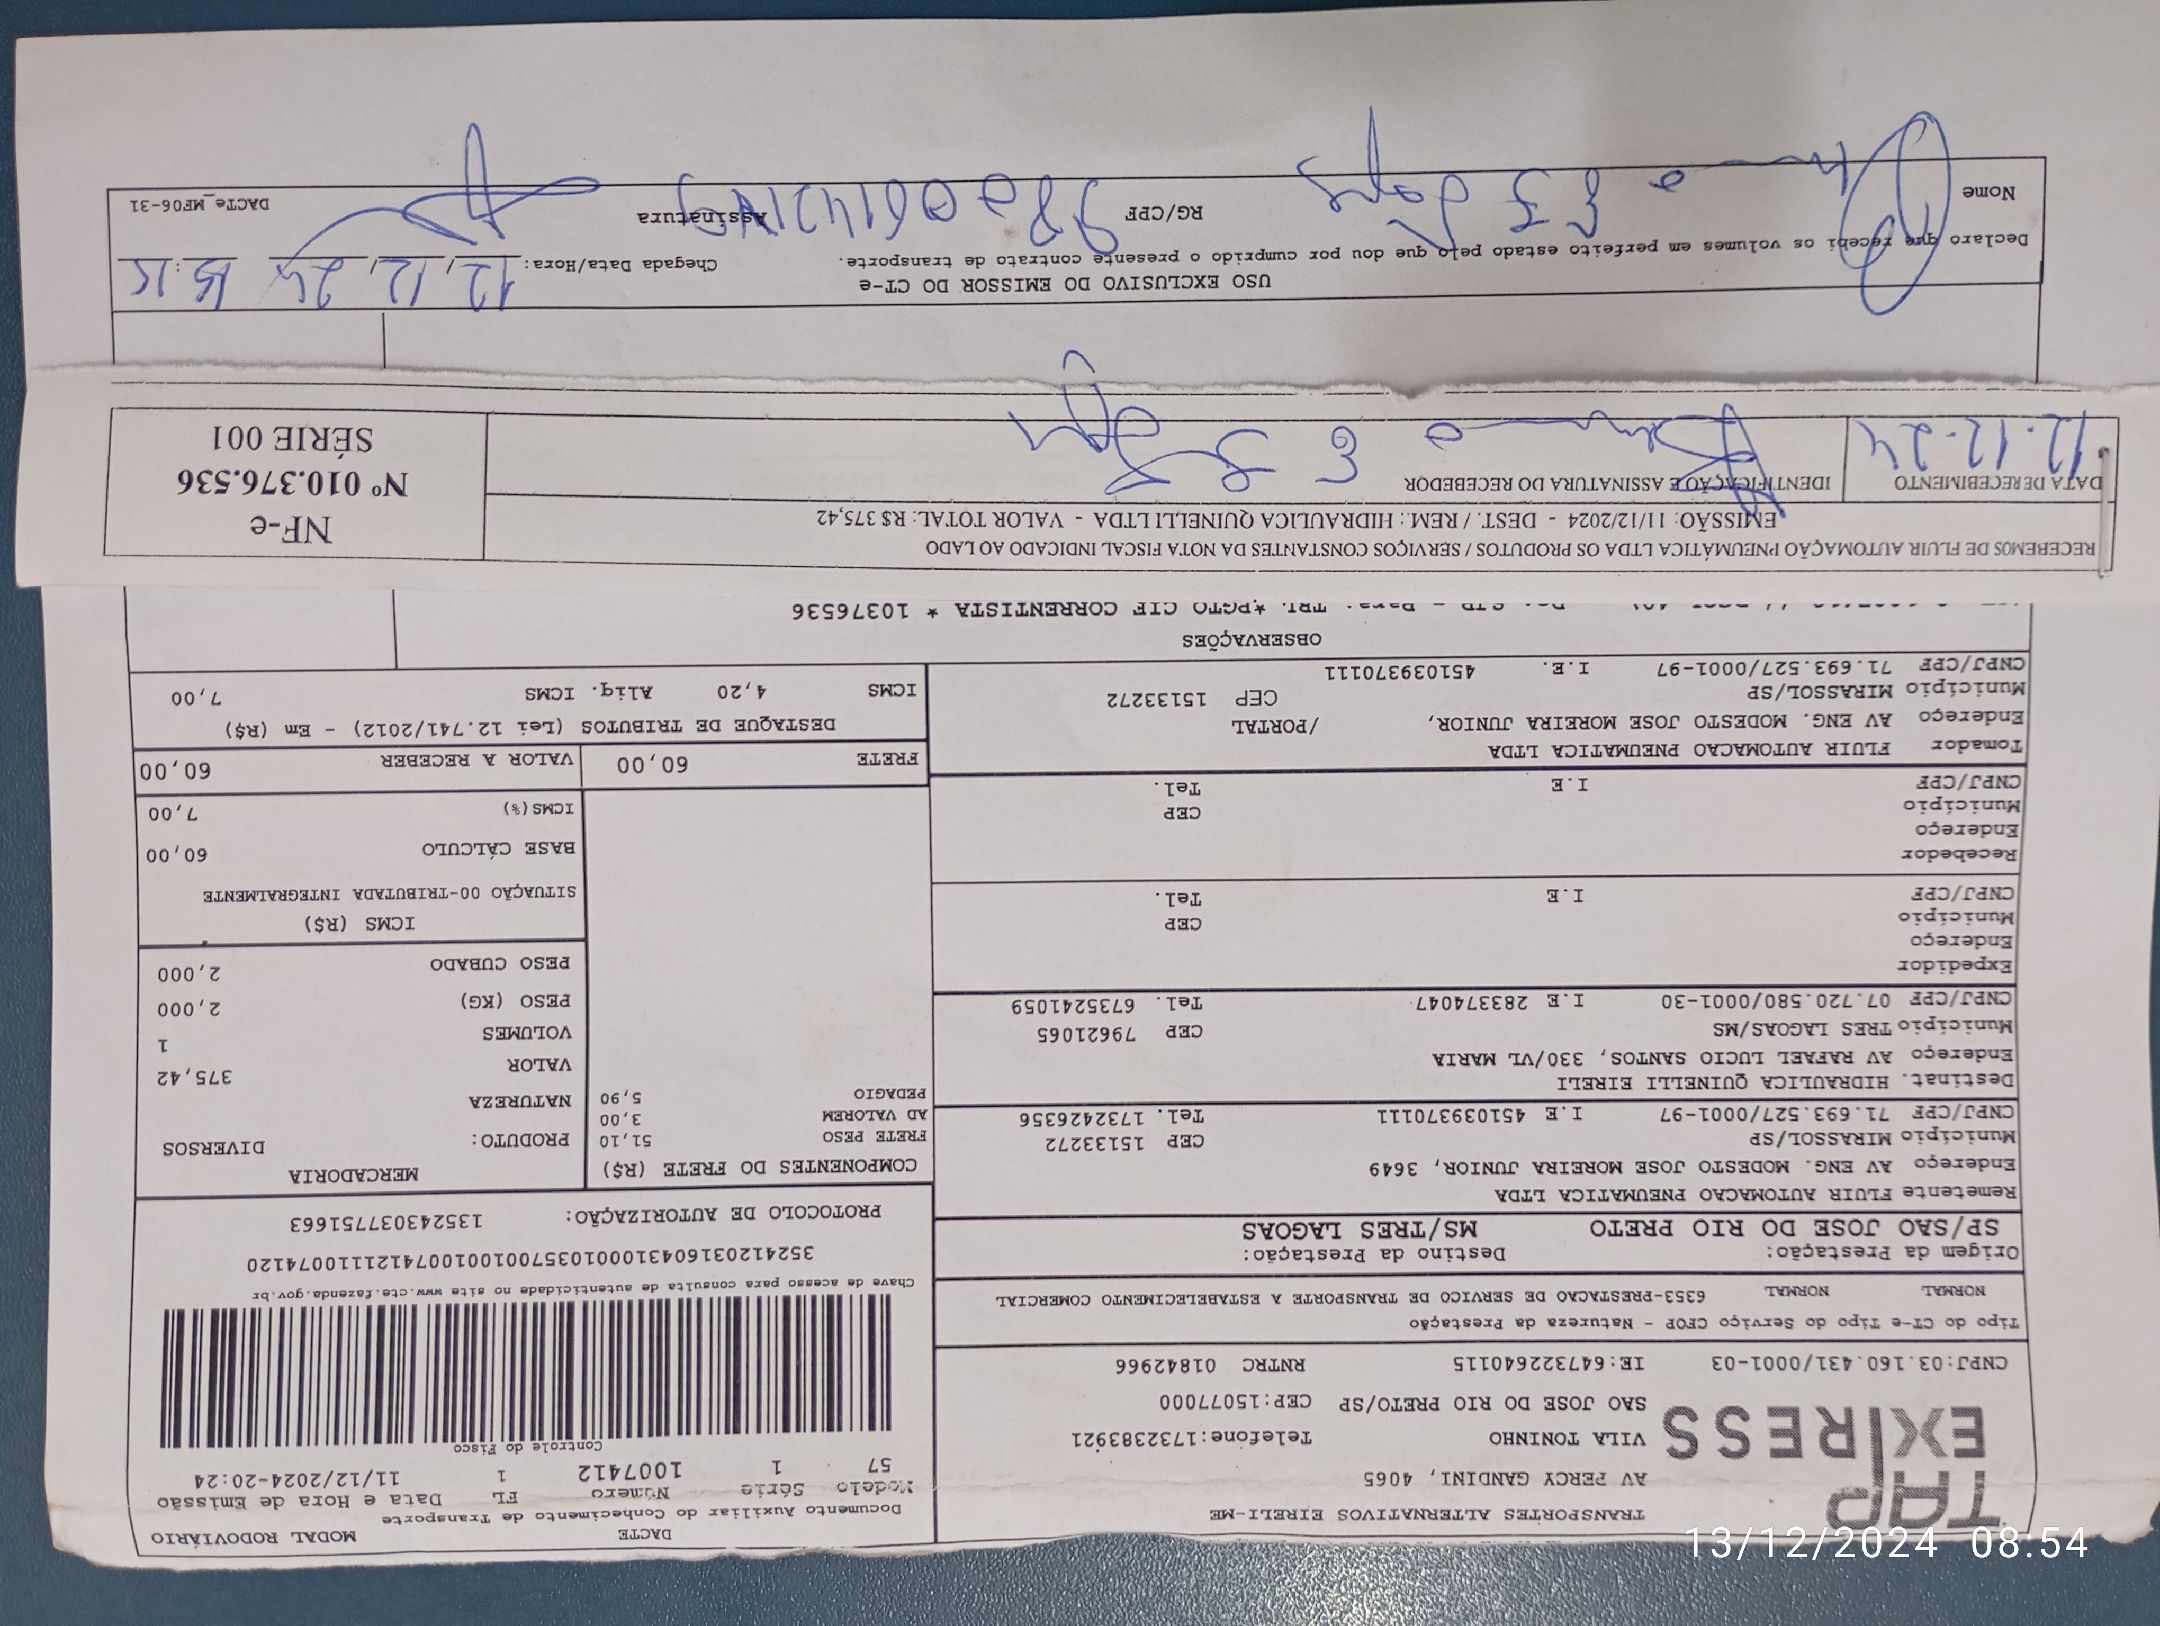 TAP EXPRESS
TRANSPORTES ALTERNATIVOS EIRELI-ME
AV PERCY GANDINI, 4065
VILA TONINHO Telefone:1732383921
SAO JOSE DO RIO PRETO/SP CEP:15077000
CNPJ:03.160.431/0001-03 IE:647322640115 RNTRC 01842966
Tipo do CT-e Tipo do Serviço CFOP - Natureza da Prestação
NORMAL NORMAL 6353-PRESTACAO DE SERVICO DE TRANSPORTE A ESTABELECIMENTO COMERCIAL
Origem da Prestação: Destino da Prestação:
SP/SAO JOSE DO RIO PRETO MS/TRES LAGOAS
DACTE MODAL RODOVIÁRIO
Documento Auxiliar do Conhecimento de Transporte
Modelo Série Número FL Data e Hora de Emissão
57 1 1007412 1 11/12/2024-20:24
Controle do Fisco
Chave de acesso para consulta de autenticidade no site www.cte.fazenda.gov.br
35241203160431000103570010010074121110074120
PROTOCOLO DE AUTORIZAÇÃO: 135243037751663
Remetente FLUIR AUTOMACAO PNEUMATICA LTDA
Endereço AV ENG. MODESTO JOSE MOREIRA JUNIOR, 3649
Município MIRASSOL/SP CEP 15133272
CNPJ/CPF 71.693.527/0001-97 I.E 451039370111 Tel. 1732426356
Destinat. HIDRAULICA QUINELLI EIRELI
Endereço AV RAFAEL LUCIO SANTOS, 330/VL MARIA
Município TRES LAGOAS/MS CEP 79621065
CNPJ/CPF 07.720.580/0001-30 I.E 283374047 Tel. 6735241059
Expedidor
Endereço
Município CEP
CNPJ/CPF I.E Tel.
Recebedor
Endereço
Município CEP
CNPJ/CPF I.E Tel.
Tomador FLUIR AUTOMACAO PNEUMATICA LTDA
Endereço AV ENG. MODESTO JOSE MOREIRA JUNIOR, /PORTAL
Município MIRASSOL/SP CEP 15133272
CNPJ/CPF 71.693.527/0001-97 I.E. 451039370111
COMPONENTES DO FRETE (R$)
FRETE PESO 51,10
AD VALOREM 3,00
PEDAGIO 5,90
MERCADORIA
PRODUTO: DIVERSOS
NATUREZA
VALOR 375,42
VOLUMES 1
PESO (KG) 2,000
PESO CUBADO 2,000
ICMS (R$)
SITUAÇÃO 00-TRIBUTADA INTEGRALMENTE
BASE CÁLCULO 60,00
ICMS(%) 7,00
FRETE 60,00 VALOR A RECEBER 60,00
DESTAQUE DE TRIBUTOS (Lei 12.741/2012) - Em (R$)
ICMS 4,20 Aliq. ICMS 7,00
OBSERVAÇÕES
*PGTO CIF CORRENTISTA * 10376536
RECEBEMOS DE FLUIR AUTOMAÇÃO PNEUMÁTICA LTDA OS PRODUTOS / SERVIÇOS CONSTANTES DA NOTA FISCAL INDICADO AO LADO
EMISSÃO: 11/12/2024 - DEST. / REM.: HIDRAULICA QUINELLI LTDA - VALOR TOTAL: R$ 375,42
DATA DE RECEBIMENTO IDENTIFICAÇÃO E ASSINATURA DO RECEBEDOR
12.12.24
NF-e
Nº 010.376.536
SÉRIE 001
USO EXCLUSIVO DO EMISSOR DO CT-e
Declaro que recebi os volumes em perfeito estado pelo que dou por cumprido o presente contrato de transporte.
Chegada Data/Hora: 12,12,24
Nome RG/CPF Assinatura
DACTe_MF06-31
13/12/2024 08:54